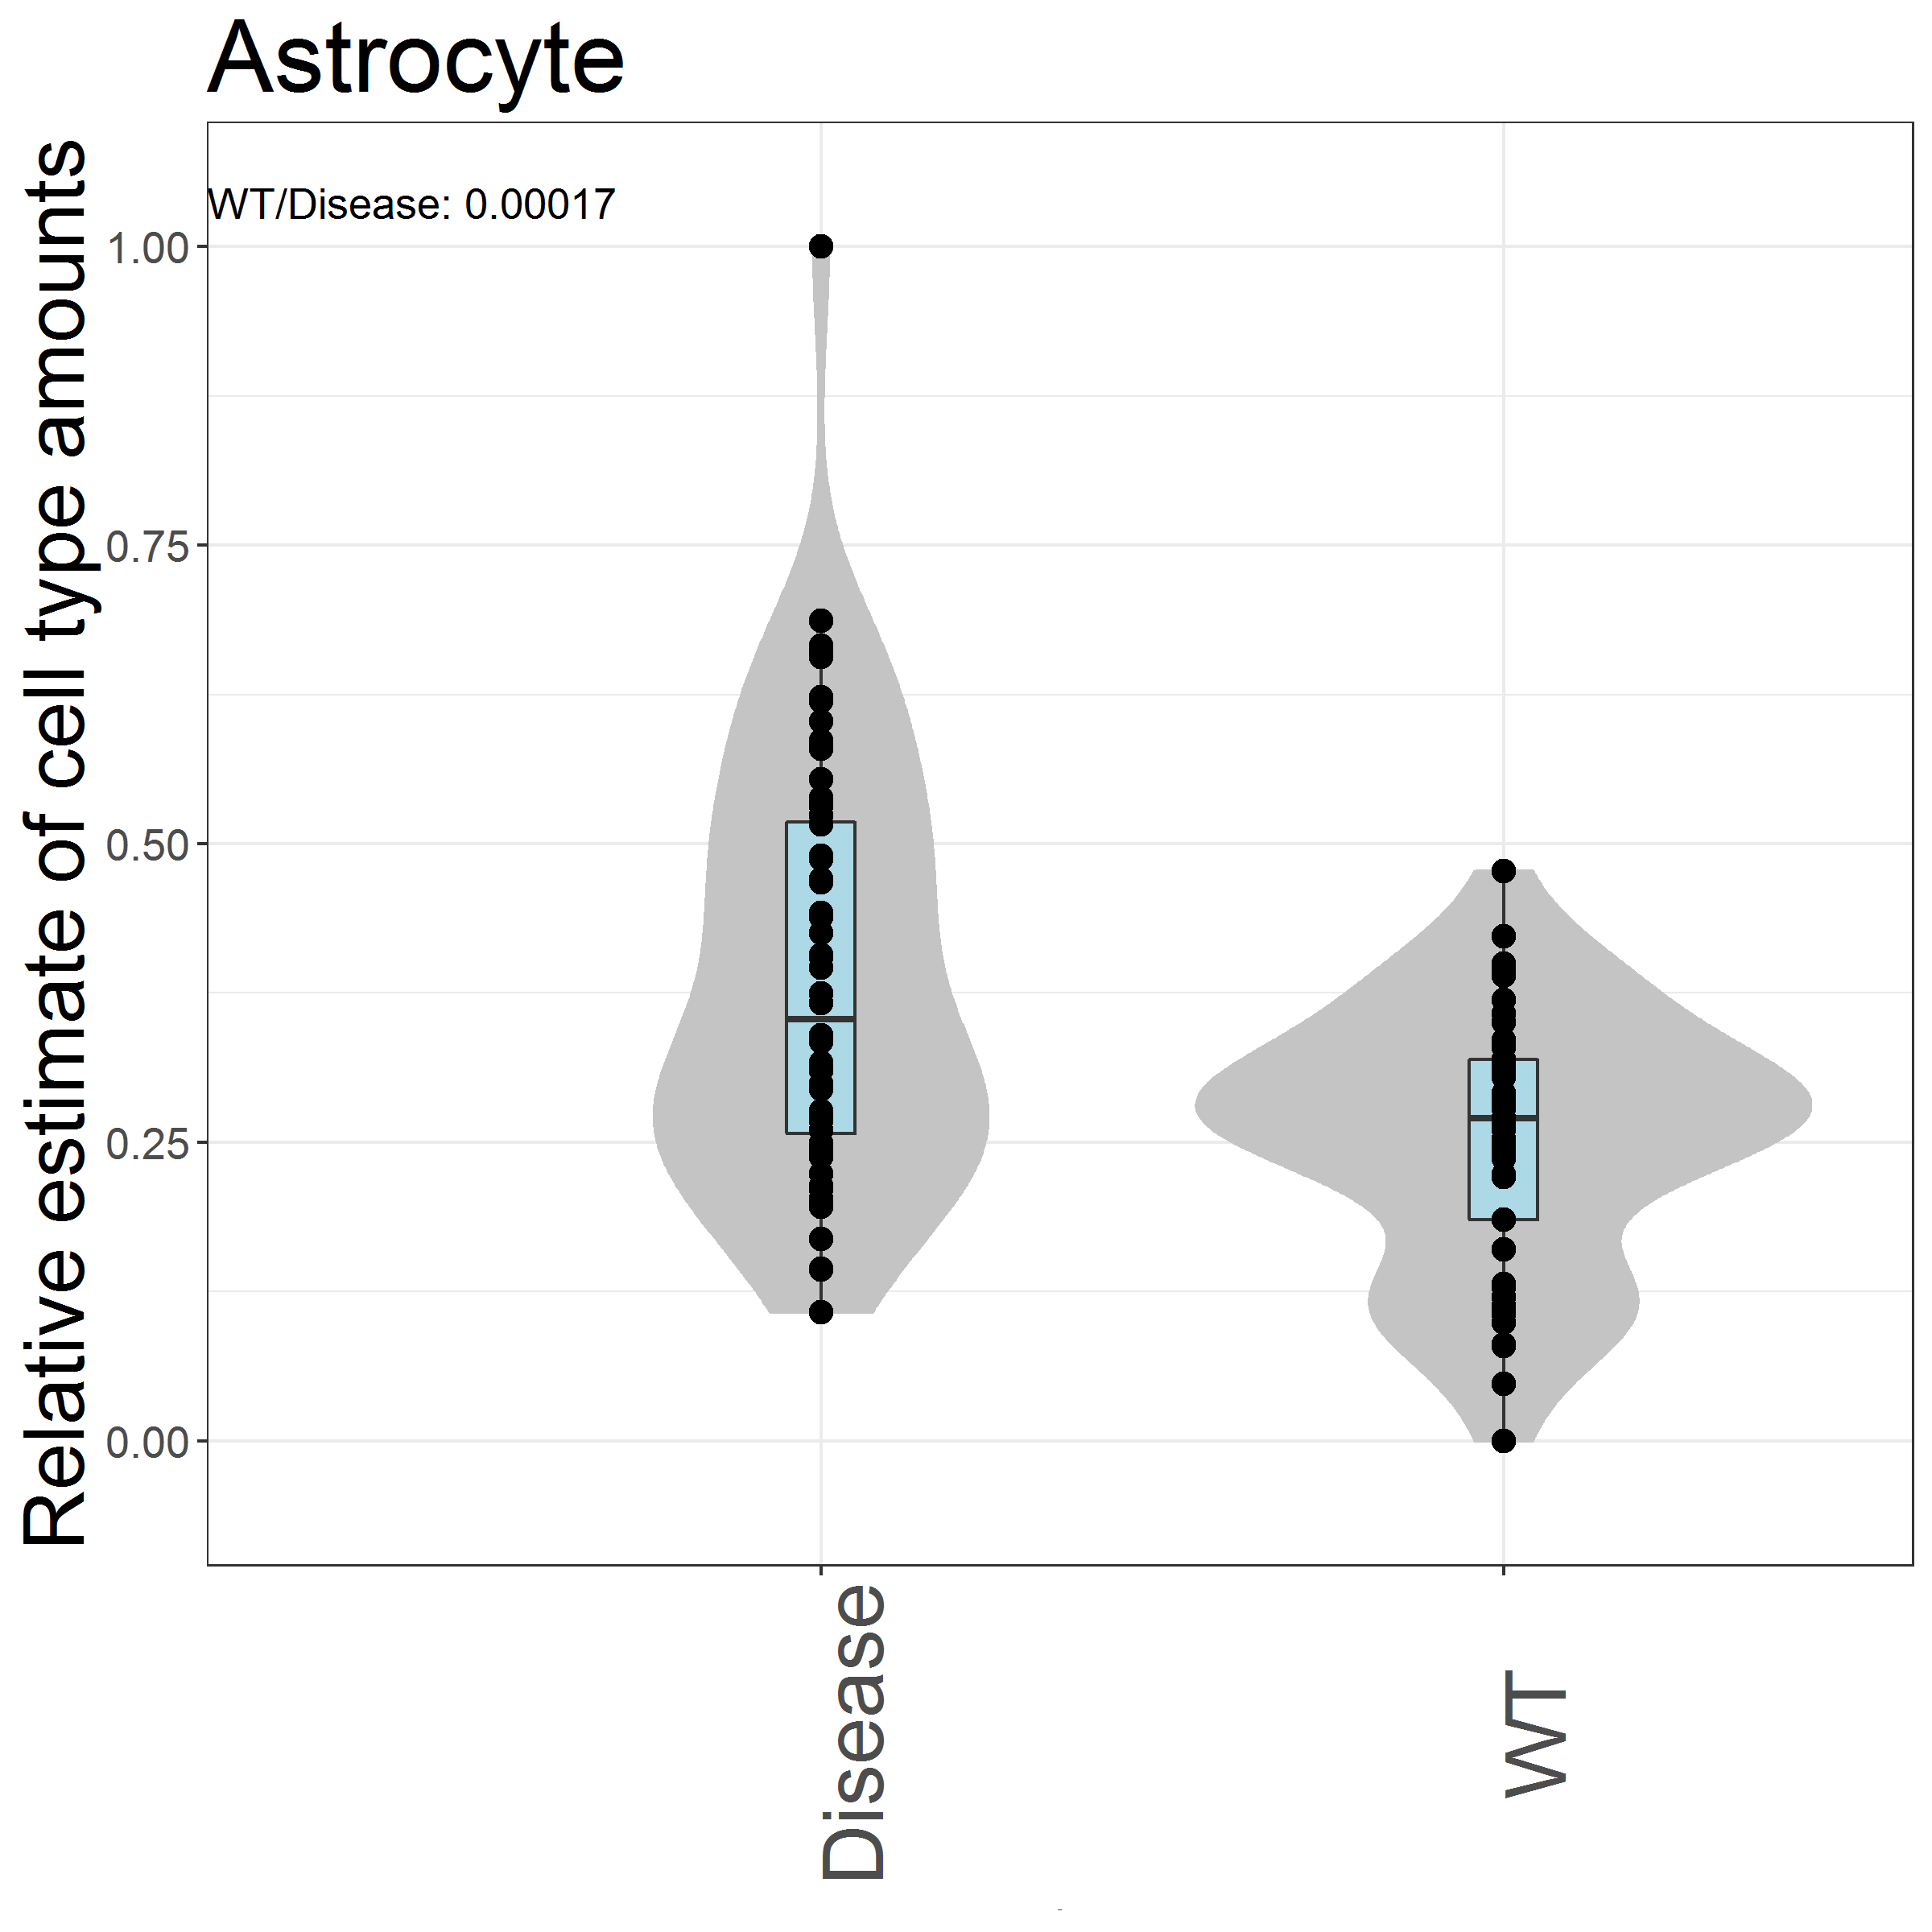 Astrocyte
Relative estimate of cell type amounts
WT/Disease: 0.00017
1.00
0.75
0.50
0.25
0.00
Disease
WT